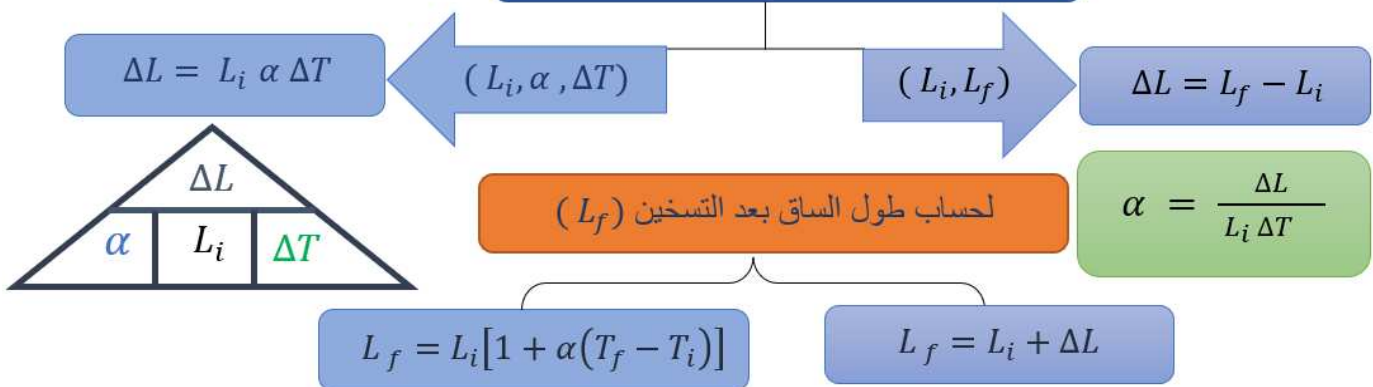 ΔL = L_i α ΔT
( L_i, α , ΔT)
( L_i, L_f)
ΔL = L_f − L_i
ΔL
α
L_i
ΔT
لحساب طول الساق بعد التسخين ( L_f )
α = ΔL / L_i ΔT
L_f = L_i[1 + α(T_f − T_i)]
L_f = L_i + ΔL